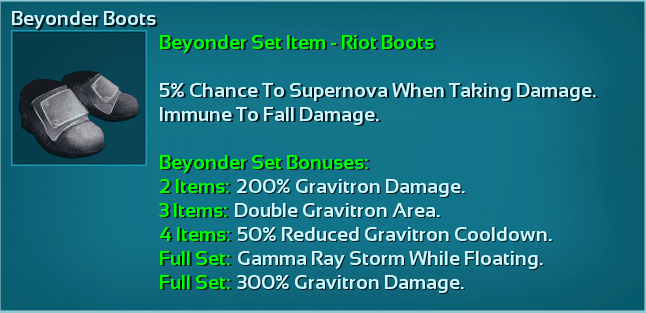 Beyonder Boots
Beyonder Set Item - Riot Boots
5% Chance To Supernova When Taking Damage.
Immune To Fall Damage.
Beyonder Set Bonuses:
2 Items: 200% Gravitron Damage.
3 Items: Double Gravitron Area.
4 Items: 50% Reduced Gravitron Cooldown.
Full Set: Gamma Ray Storm While Floating.
Full Set: 300% Gravitron Damage.